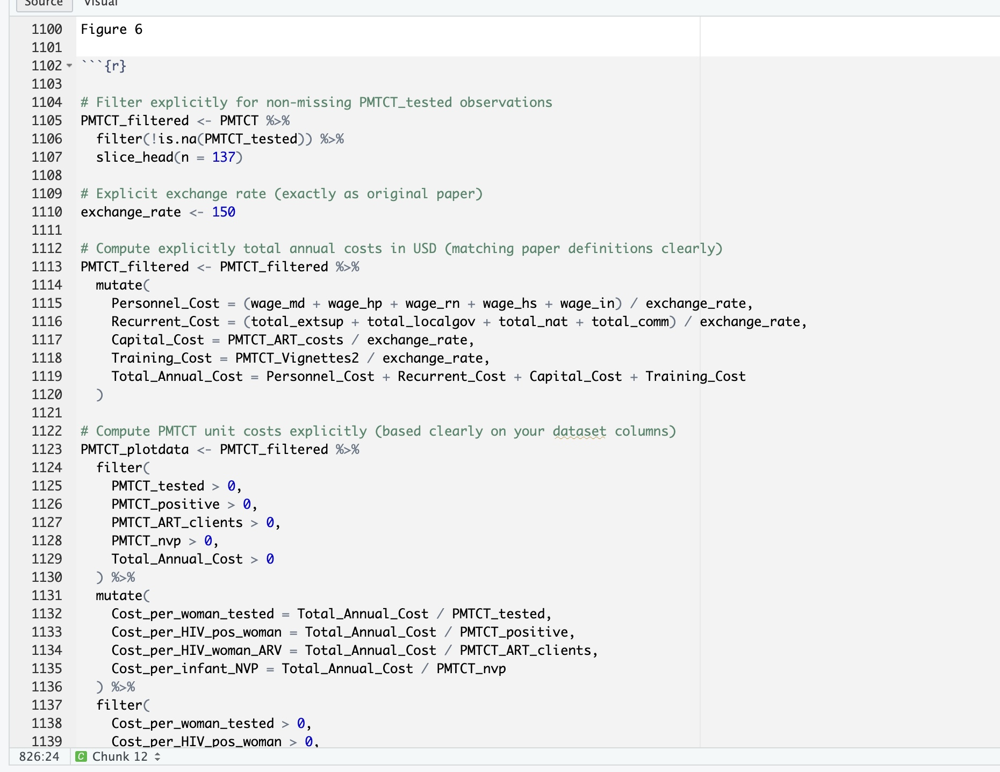 Source Visual
1100 Figure 6
1101
1102 ```{r}
1103
1104 # Filter explicitly for non-missing PMTCT_tested observations
1105 PMTCT_filtered <- PMTCT %>%
1106   filter(!is.na(PMTCT_tested)) %>%
1107   slice_head(n = 137)
1108
1109 # Explicit exchange rate (exactly as original paper)
1110 exchange_rate <- 150
1111
1112 # Compute explicitly total annual costs in USD (matching paper definitions clearly)
1113 PMTCT_filtered <- PMTCT_filtered %>%
1114   mutate(
1115     Personnel_Cost = (wage_md + wage_hp + wage_rn + wage_hs + wage_in) / exchange_rate,
1116     Recurrent_Cost = (total_extsup + total_localgov + total_nat + total_comm) / exchange_rate,
1117     Capital_Cost = PMTCT_ART_costs / exchange_rate,
1118     Training_Cost = PMTCT_Vignettes2 / exchange_rate,
1119     Total_Annual_Cost = Personnel_Cost + Recurrent_Cost + Capital_Cost + Training_Cost
1120   )
1121
1122 # Compute PMTCT unit costs explicitly (based clearly on your dataset columns)
1123 PMTCT_plotdata <- PMTCT_filtered %>%
1124   filter(
1125     PMTCT_tested > 0,
1126     PMTCT_positive > 0,
1127     PMTCT_ART_clients > 0,
1128     PMTCT_nvp > 0,
1129     Total_Annual_Cost > 0
1130   ) %>%
1131   mutate(
1132     Cost_per_woman_tested = Total_Annual_Cost / PMTCT_tested,
1133     Cost_per_HIV_pos_woman = Total_Annual_Cost / PMTCT_positive,
1134     Cost_per_HIV_woman_ARV = Total_Annual_Cost / PMTCT_ART_clients,
1135     Cost_per_infant_NVP = Total_Annual_Cost / PMTCT_nvp
1136   ) %>%
1137   filter(
1138     Cost_per_woman_tested > 0,
1139     Cost_per_HIV_pos_woman > 0,
826:24 C Chunk 12